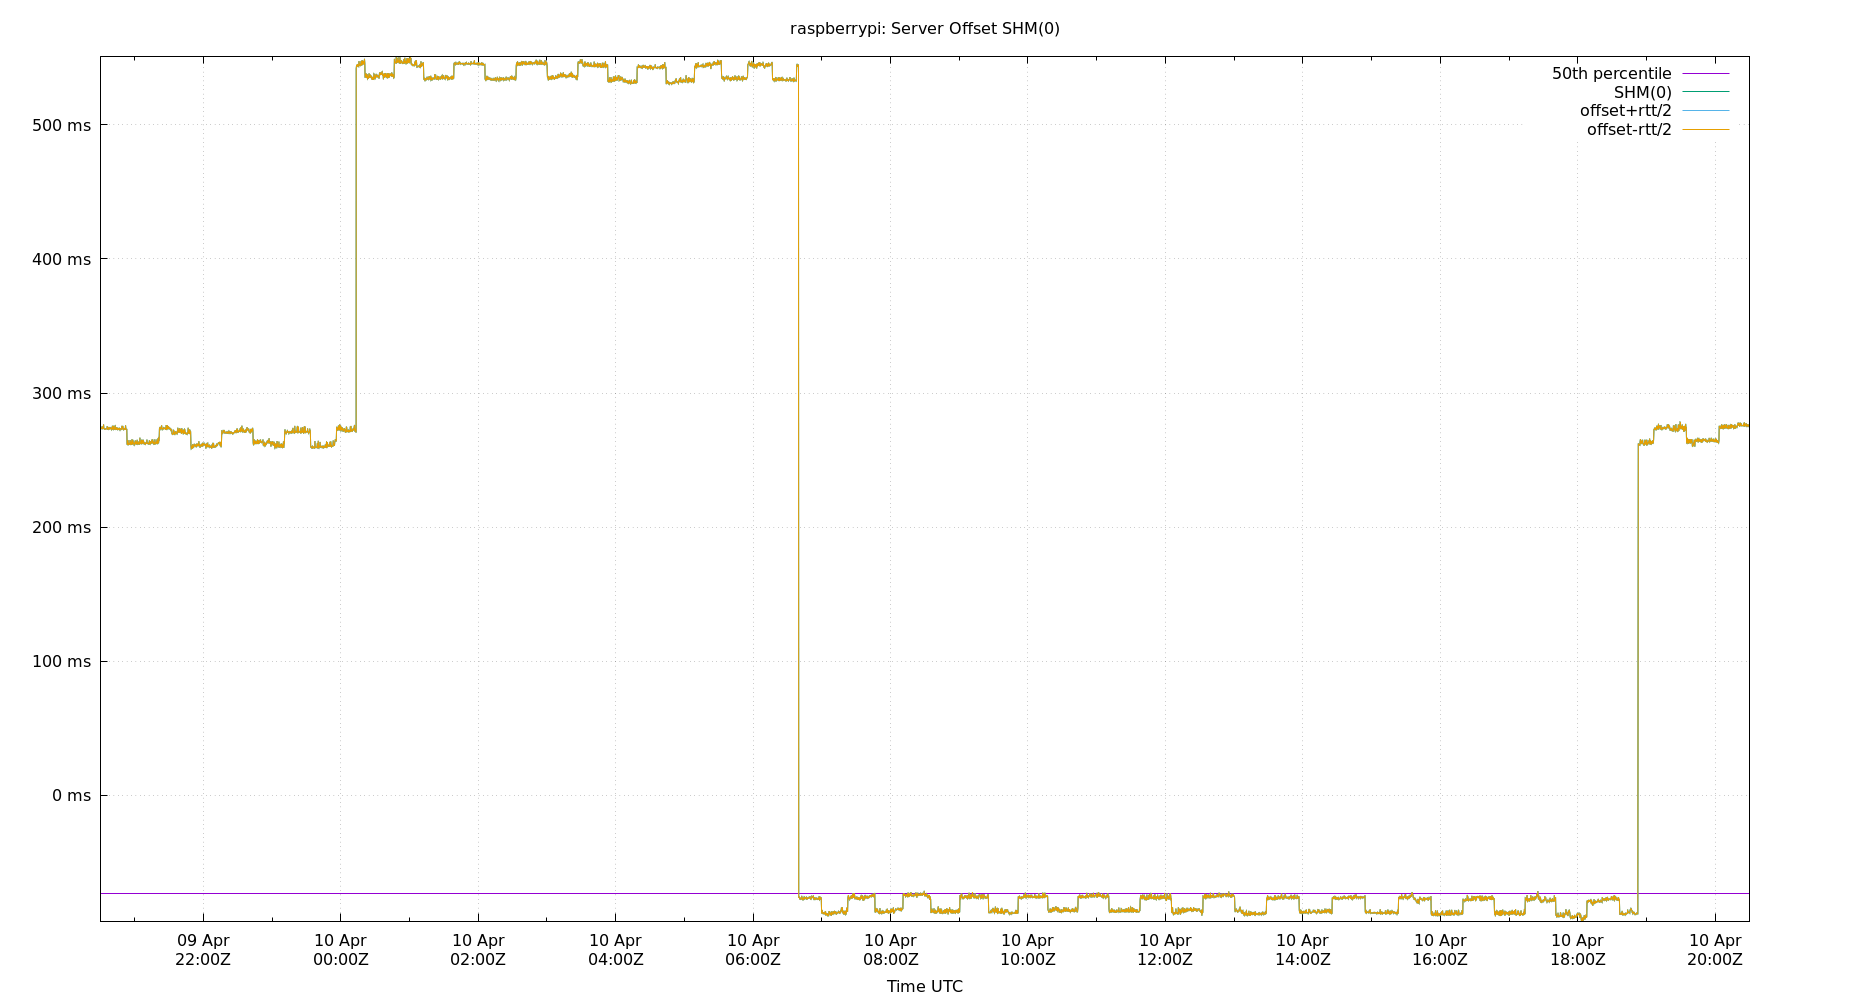 raspberrypi: Server Offset SHM(0)
50th percentile
SHM(0)
offset+rtt/2
offset-rtt/2
500 ms
400 ms
300 ms
200 ms
100 ms
0 ms
09 Apr 10 Apr 10 Apr 10 Apr 10 Apr 10 Apr 10 Apr 10 Apr 10 Apr 10 Apr 10 Apr 10 Apr
22:00Z 00:00Z 02:00Z 04:00Z 06:00Z 08:00Z 10:00Z 12:00Z 14:00Z 16:00Z 18:00Z 20:00Z
Time UTC